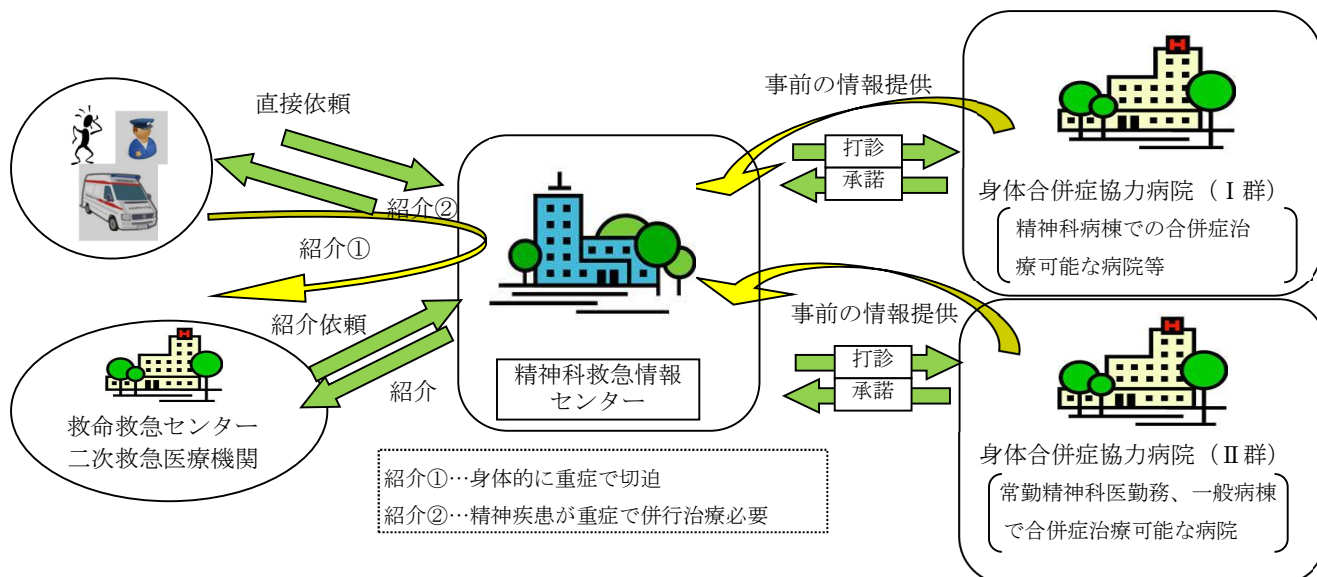 直接依頼
紹介②
紹介①
紹介依頼
紹介
救命救急センター
二次救急医療機関
精神科救急情報
センター
事前の情報提供
打診
承諾
H
身体合併症協力病院（Ⅰ群）
精神科病棟での合併症治
療可能な病院等
事前の情報提供
打診
承諾
H
身体合併症協力病院（Ⅱ群）
常勤精神科医勤務、一般病棟
で合併症治療可能な病院
H
紹介①…身体的に重症で切迫
紹介②…精神疾患が重症で併行治療必要